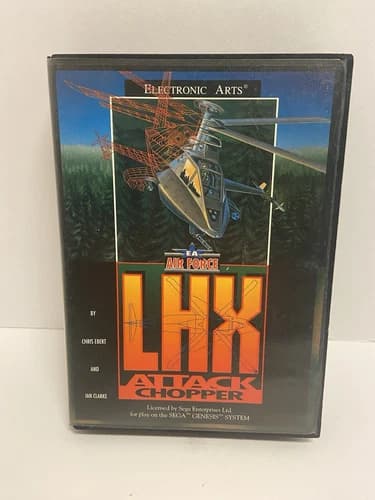 ELECTRONIC ARTS®
EA
AIR FORCE
LHX
ATTACK
CHOPPER
BY
CHRIS EBERT
AND
IAN CLARKE
Licensed by Sega Enterprises Ltd.
for play on the SEGA™ GENESIS™ SYSTEM